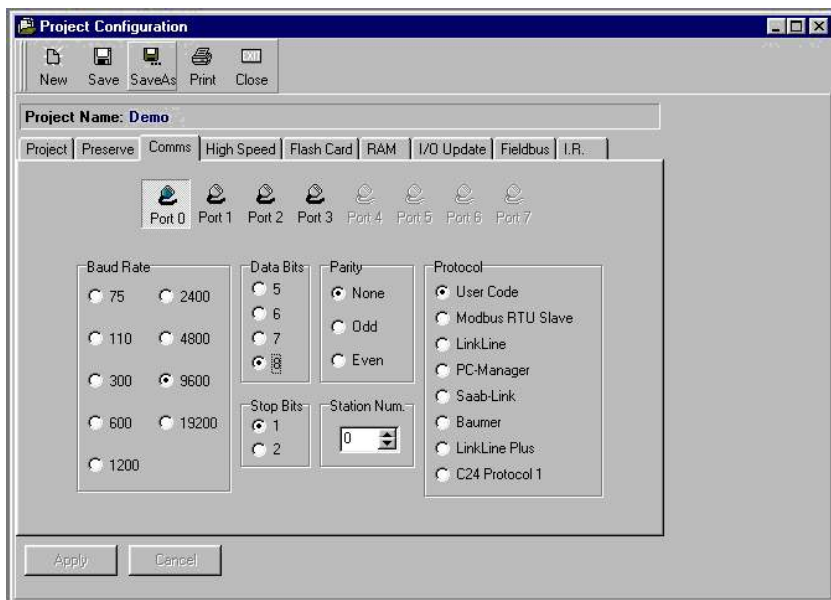 Project Configuration
New Save SaveAs Print Close
Project Name: Demo
Project Preserve Comms High Speed Flash Card RAM I/O Update Fieldbus I.R.
Port 0 Port 1 Port 2 Port 3 Port 4 Port 5 Port 6 Port 7
Baud Rate
75 2400
110 4800
300 9600
600 19200
1200
Data Bits
5
6
7
8
Stop Bits
1
2
Parity
None
Odd
Even
Station Num.
0
Protocol
User Code
Modbus RTU Slave
LinkLine
PC-Manager
Saab-Link
Baumer
LinkLine Plus
C24 Protocol 1
Apply Cancel